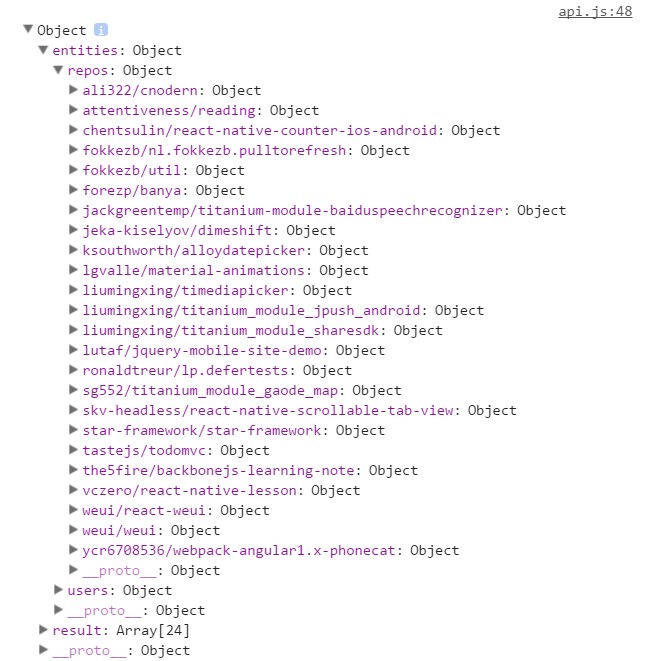 api.js:48
Object i
entities: Object
repos: Object
ali322/cnodern: Object
attentiveness/reading: Object
chentsulin/react-native-counter-ios-android: Object
fokkezb/nl.fokkezb.pulltorefresh: Object
fokkezb/util: Object
forezp/banya: Object
jackgreentemp/titanium-module-baiduspeechrecognizer: Object
jeka-kiselyov/dimeshift: Object
ksouthworth/alloydatepicker: Object
lgvalle/material-animations: Object
liumingxing/timediapicker: Object
liumingxing/titanium_module_jpush_android: Object
liumingxing/titanium_module_sharesdk: Object
lutaf/jquery-mobile-site-demo: Object
ronaldtreur/lp.defertests: Object
sg552/titanium_module_gaode_map: Object
skv-headless/react-native-scrollable-tab-view: Object
star-framework/star-framework: Object
tastejs/todomvc: Object
the5fire/backbonejs-learning-note: Object
vczero/react-native-lesson: Object
weui/react-weui: Object
weui/weui: Object
ycr6708536/webpack-angular1.x-phonecat: Object
__proto__: Object
users: Object
__proto__: Object
result: Array[24]
__proto__: Object